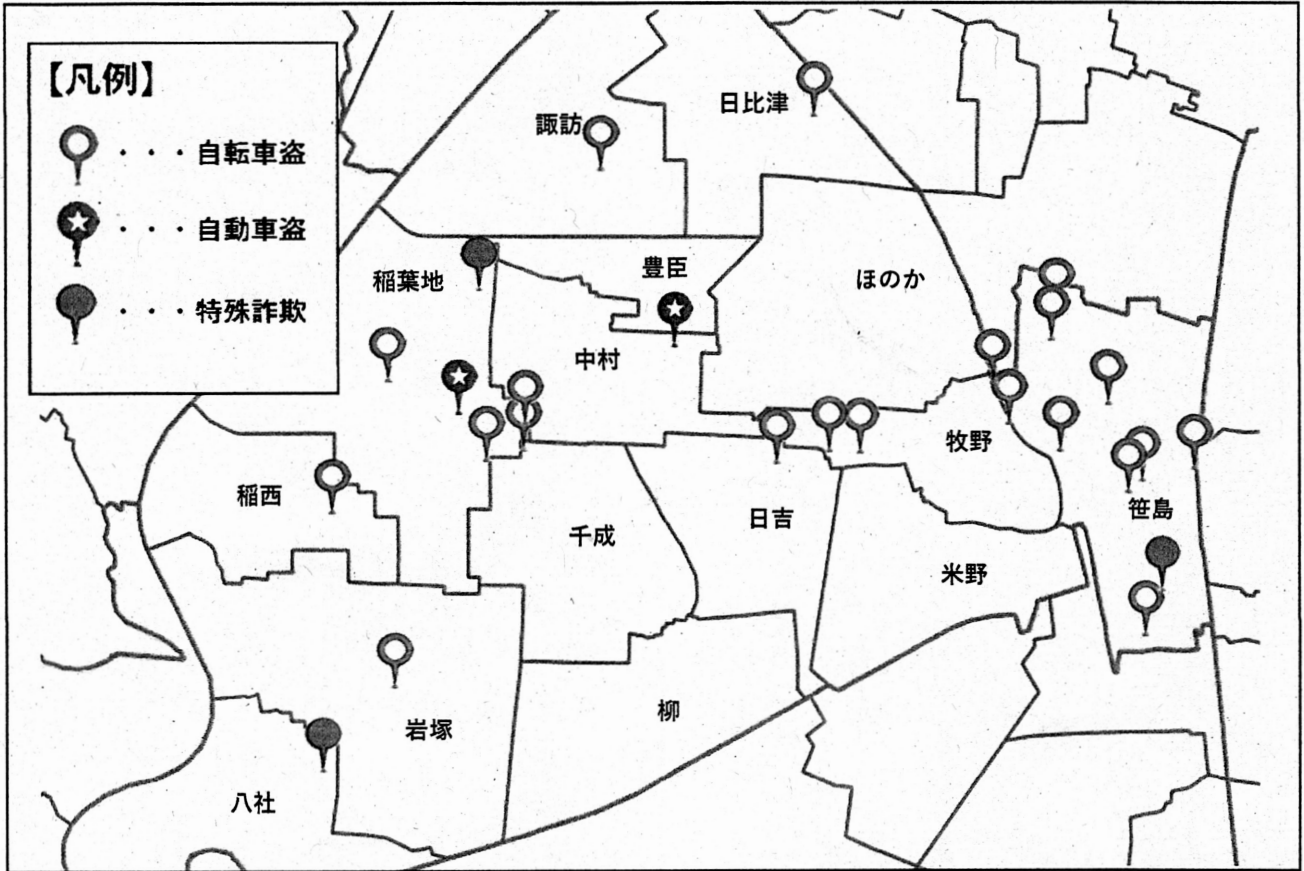 【凡例】
・・・自転車盗
・・・自動車盗
・・・特殊詐欺
諏訪
日比津
稲葉地
豊臣
ほのか
中村
牧野
稲西
千成
日吉
笹島
米野
岩塚
柳
八社